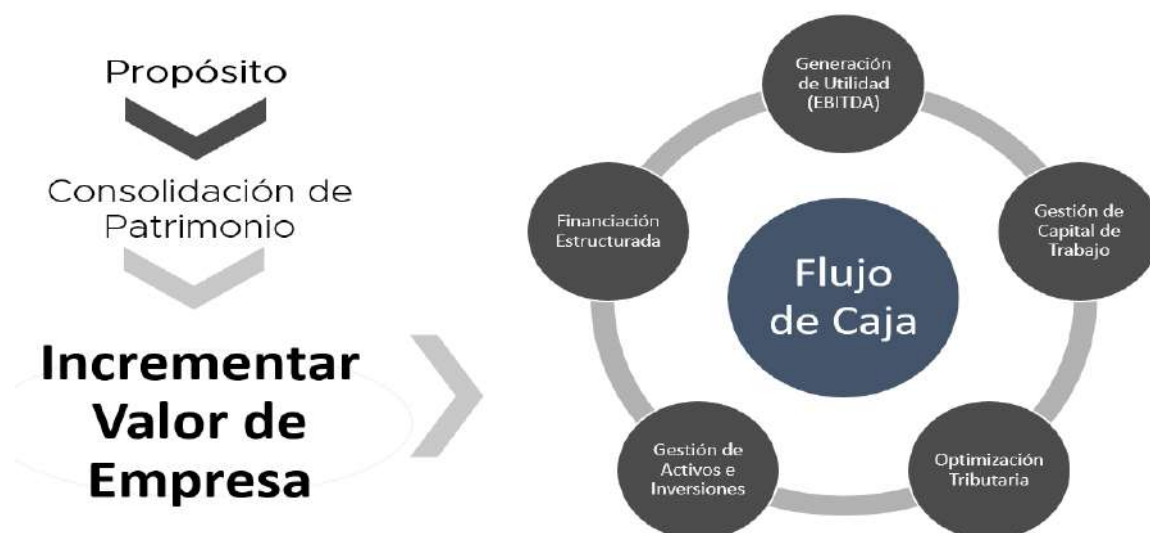 Propósito
Consolidación de
Patrimonio
Incrementar
Valor de
Empresa
Generación
de Utilidad
(EBITDA)
Gestión de
Capital de
Trabajo
Optimización
Tributaria
Gestión de
Activos e
Inversiones
Financiación
Estructurada
Flujo
de Caja